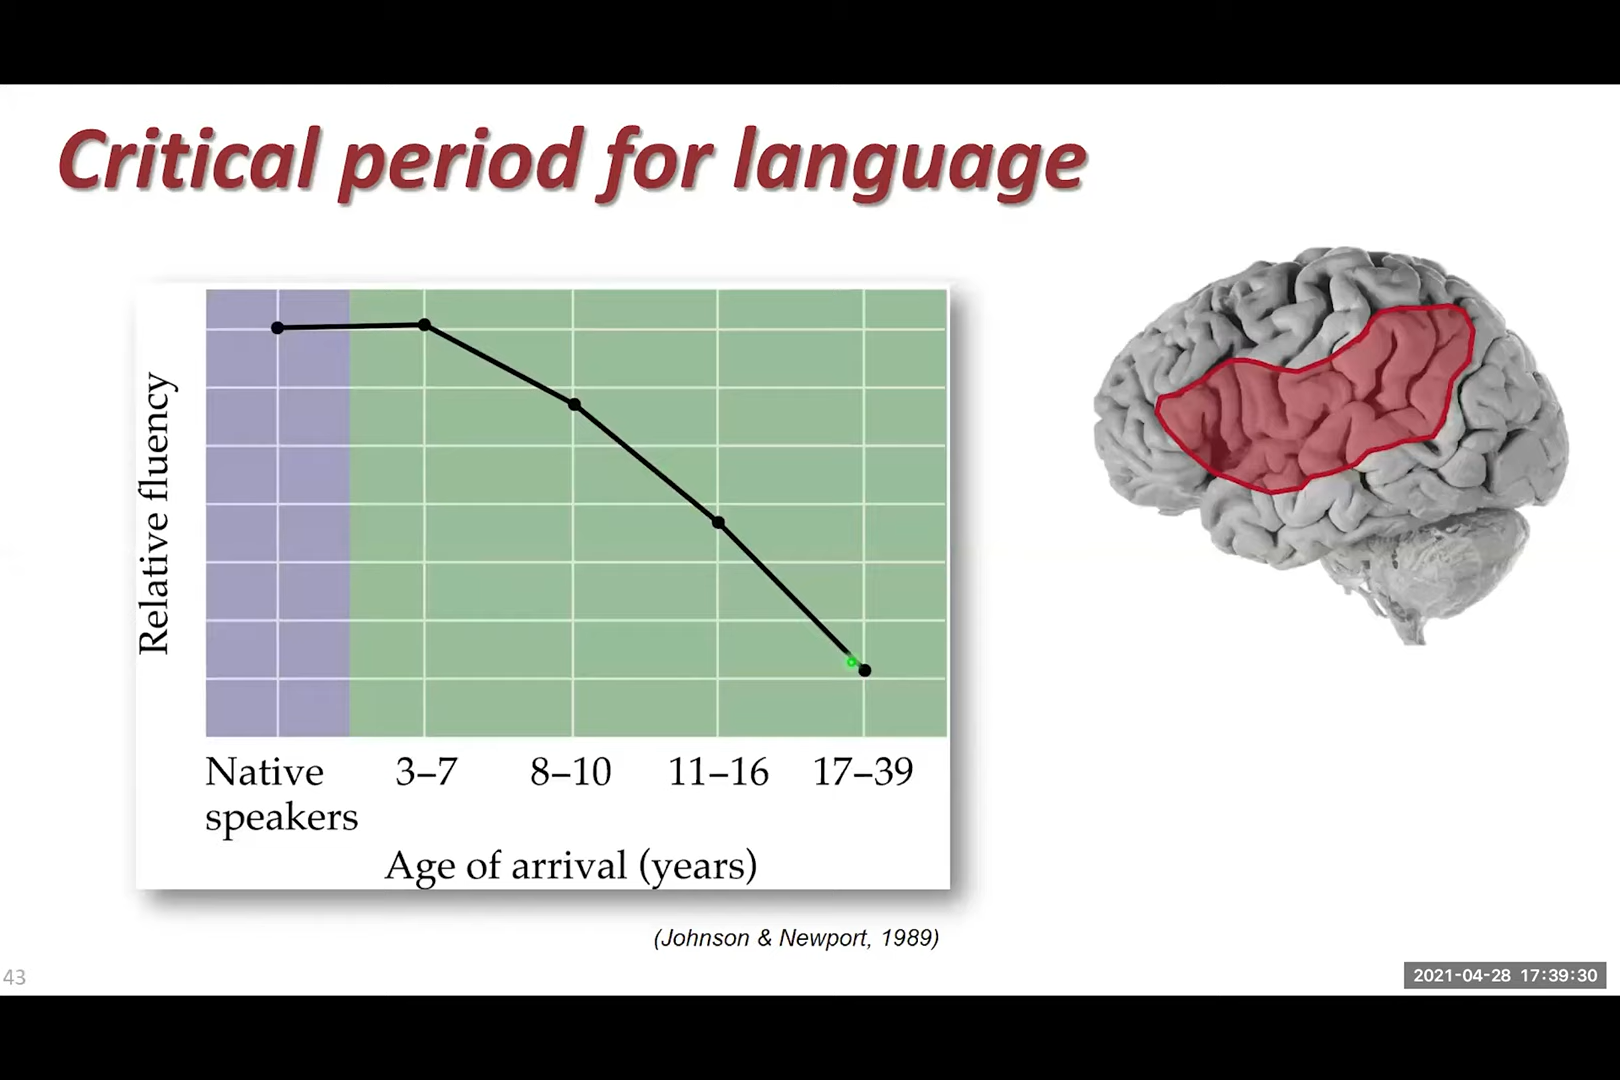 Critical period for language
Relative fluency
Native speakers
3–7
8–10
11–16
17–39
Age of arrival (years)
(Johnson & Newport, 1989)
43
2021-04-28 17:39:30